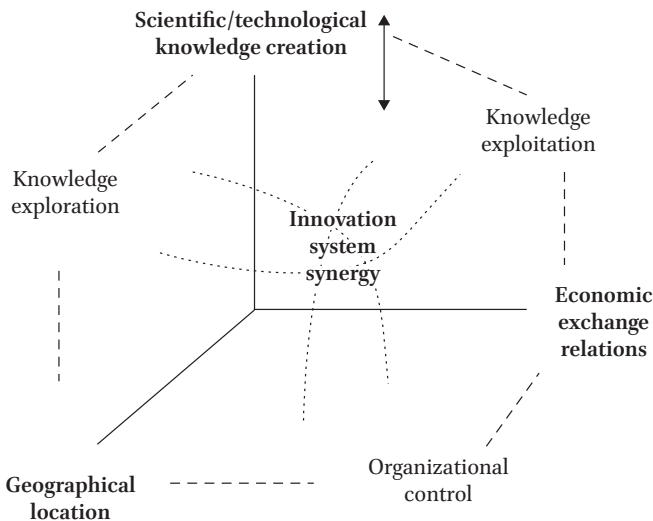 Scientific/technological
knowledge creation
Knowledge
exploitation
Knowledge
exploration
Innovation
system
synergy
Economic
exchange
relations
Organizational
control
Geographical
location